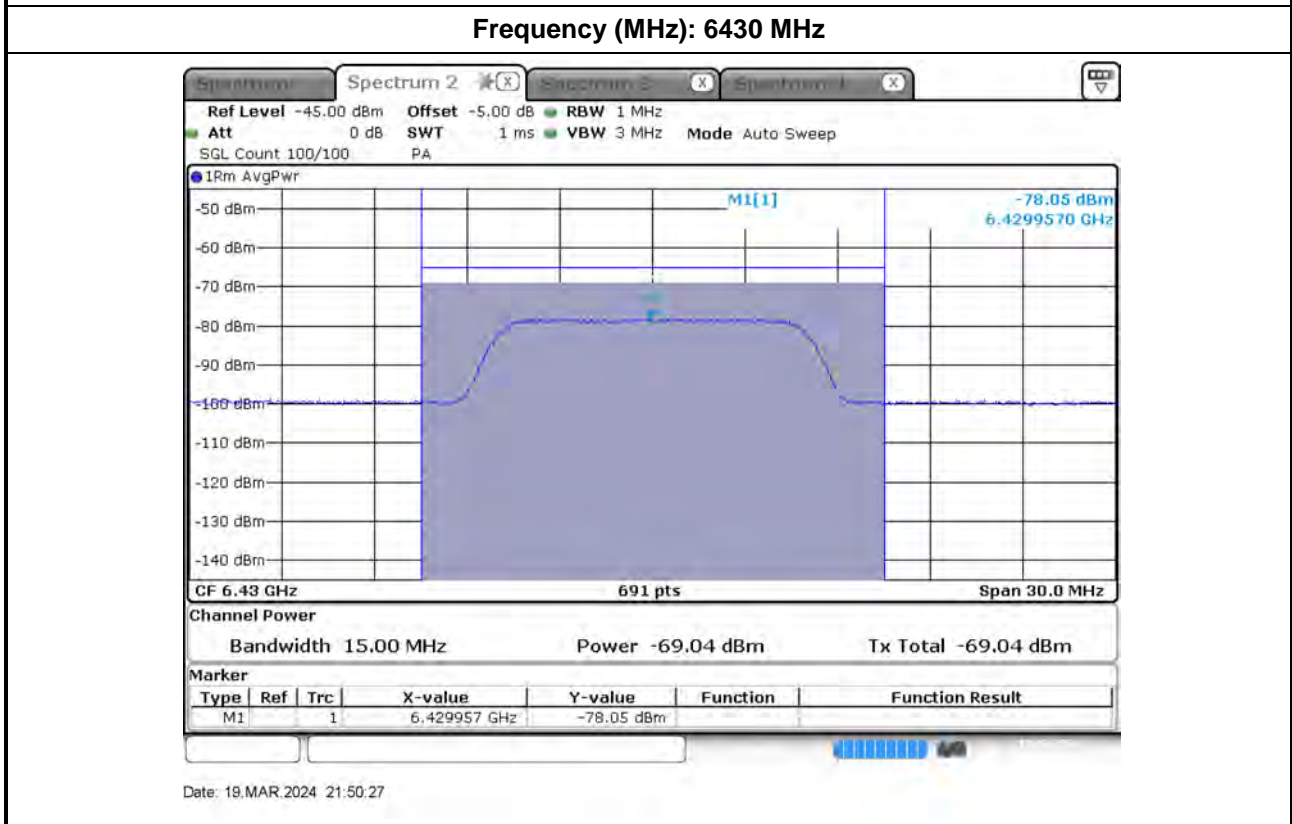 Frequency (MHz): 6430 MHz
Spectrum 2
Ref Level -45.00 dBm Offset -5.00 dB RBW 1 MHz
Att 0 dB SWT 1 ms VBW 3 MHz Mode Auto Sweep
SGL Count 100/100 PA
1Rm AvgPwr
M1[1] -78.05 dBm
6.4299570 GHz
-50 dBm
-60 dBm
-70 dBm
-80 dBm
-90 dBm
-100 dBm
-110 dBm
-120 dBm
-130 dBm
-140 dBm
CF 6.43 GHz 691 pts Span 30.0 MHz
Channel Power
Bandwidth 15.00 MHz Power -69.04 dBm Tx Total -69.04 dBm
Marker
Type Ref Trc X-value Y-value Function Function Result
M1 1 6.429957 GHz -78.05 dBm
Date: 19.MAR.2024 21:50:27